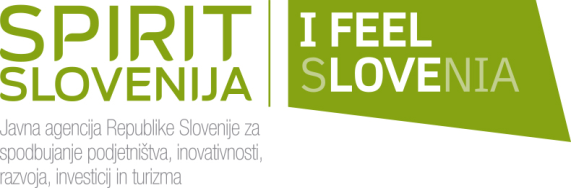 SPIRIT
SLOVENIJA
Javna agencija Republike Slovenije za
spodbujanje podjetništva, inovativnosti,
razvoja, investicij in turizma
I FEEL
SLOVENIA